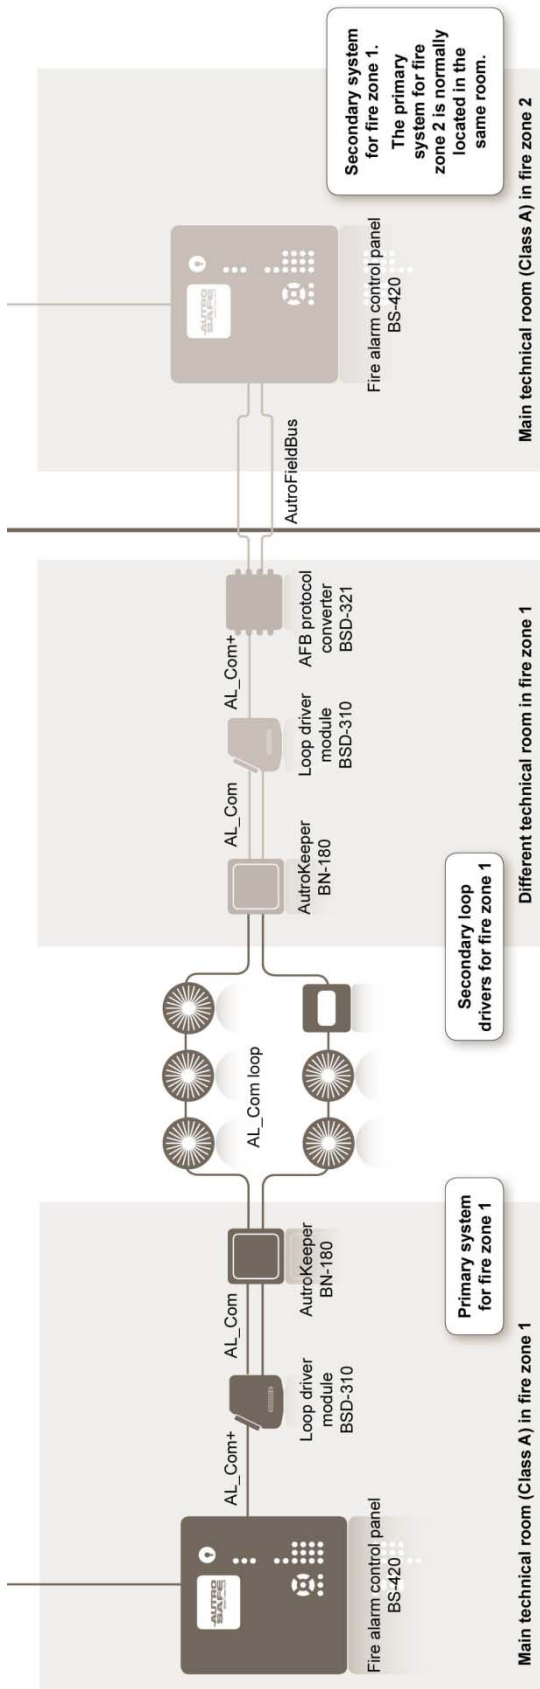 AUTRO
SAFE
Fire alarm control panel
BS-420
AL_Com+
Loop driver
module
BSD-310
AL_Com
AutroKeeper
BN-180
Primary system
for fire zone 1
Main technical room (Class A) in fire zone 1
AL_Com loop
Secondary loop
drivers for fire zone 1
AutroKeeper
BN-180
AL_Com
Loop driver
module
BSD-310
AL_Com+
AFB protocol
converter
BSD-321
Different technical room in fire zone 1
AutroFieldBus
AUTRO
SAFE
Fire alarm control panel
BS-420
Secondary system
for fire zone 1.
The primary
system for fire
zone 2 is normally
located in the
same room.
Main technical room (Class A) in fire zone 2